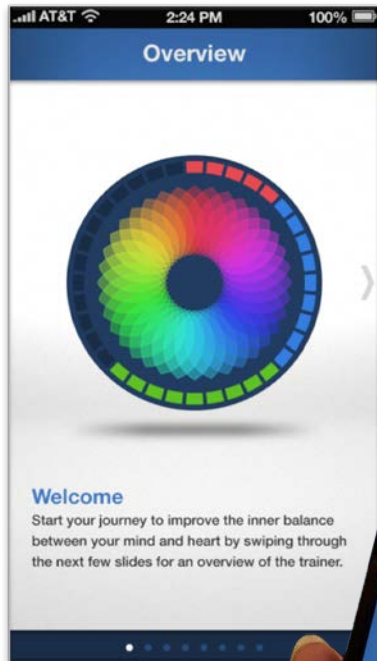 AT&T 2:24 PM 100%
Overview
Welcome
Start your journey to improve the inner balance
between your mind and heart by swiping through
the next few slides for an overview of the trainer.